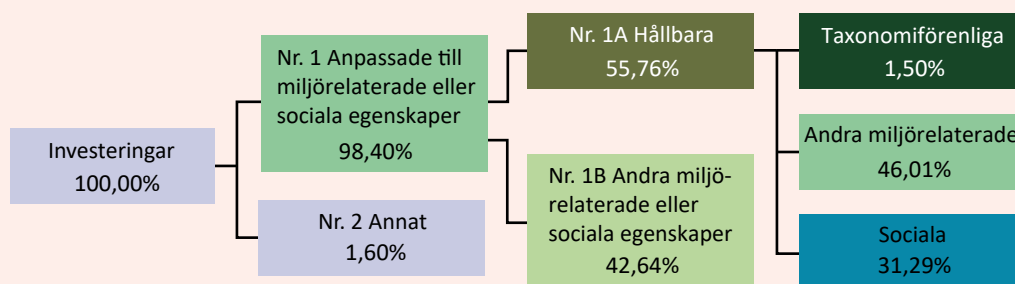 Investeringar
100,00%
Nr. 1 Anpassade till
miljörelaterade eller
sociala egenskaper
98,40%
Nr. 2 Annat
1,60%
Nr. 1A Hållbara
55,76%
Nr. 1B Andra miljö-
relaterade eller
sociala egenskaper
42,64%
Taxonomiförenliga
1,50%
Andra miljörelaterade
46,01%
Sociala
31,29%